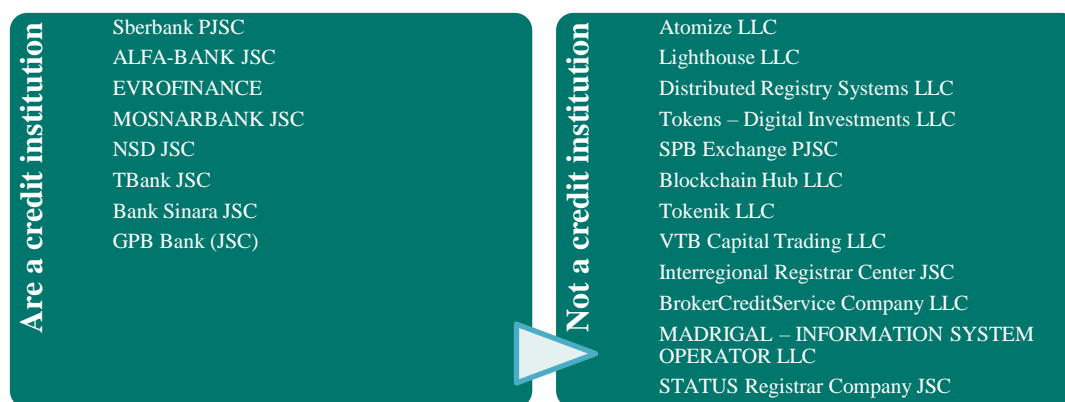 Are a credit institution
Sberbank PJSC
ALFA-BANK JSC
EVROFINANCE
MOSNARBANK JSC
NSD JSC
TBank JSC
Bank Sinara JSC
GPB Bank (JSC)
Not a credit institution
Atomize LLC
Lighthouse LLC
Distributed Registry Systems LLC
Tokens – Digital Investments LLC
SPB Exchange PJSC
Blockchain Hub LLC
Tokenik LLC
VTB Capital Trading LLC
Interregional Registrar Center JSC
BrokerCreditService Company LLC
MADRIGAL – INFORMATION SYSTEM
OPERATOR LLC
STATUS Registrar Company JSC